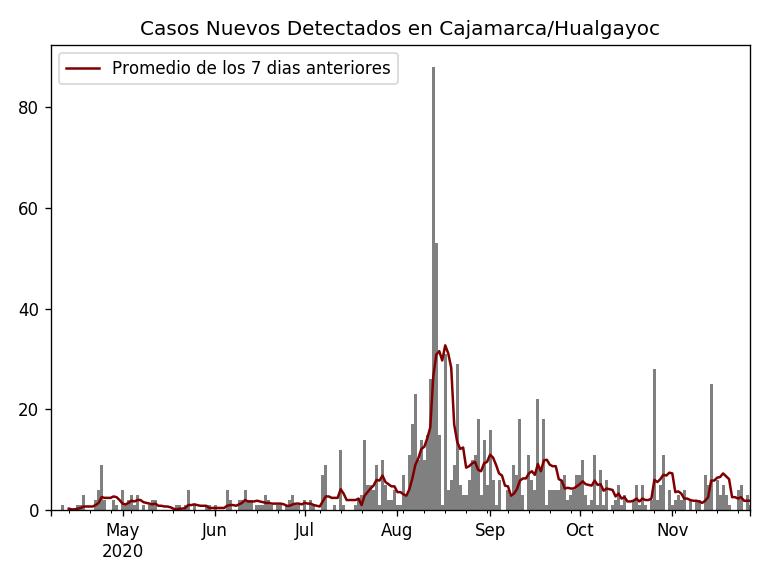 Casos Nuevos Detectados en Cajamarca/Hualgayoc
Promedio de los 7 dias anteriores
80
60
40
20
0
May Jun Jul Aug Sep Oct Nov
2020